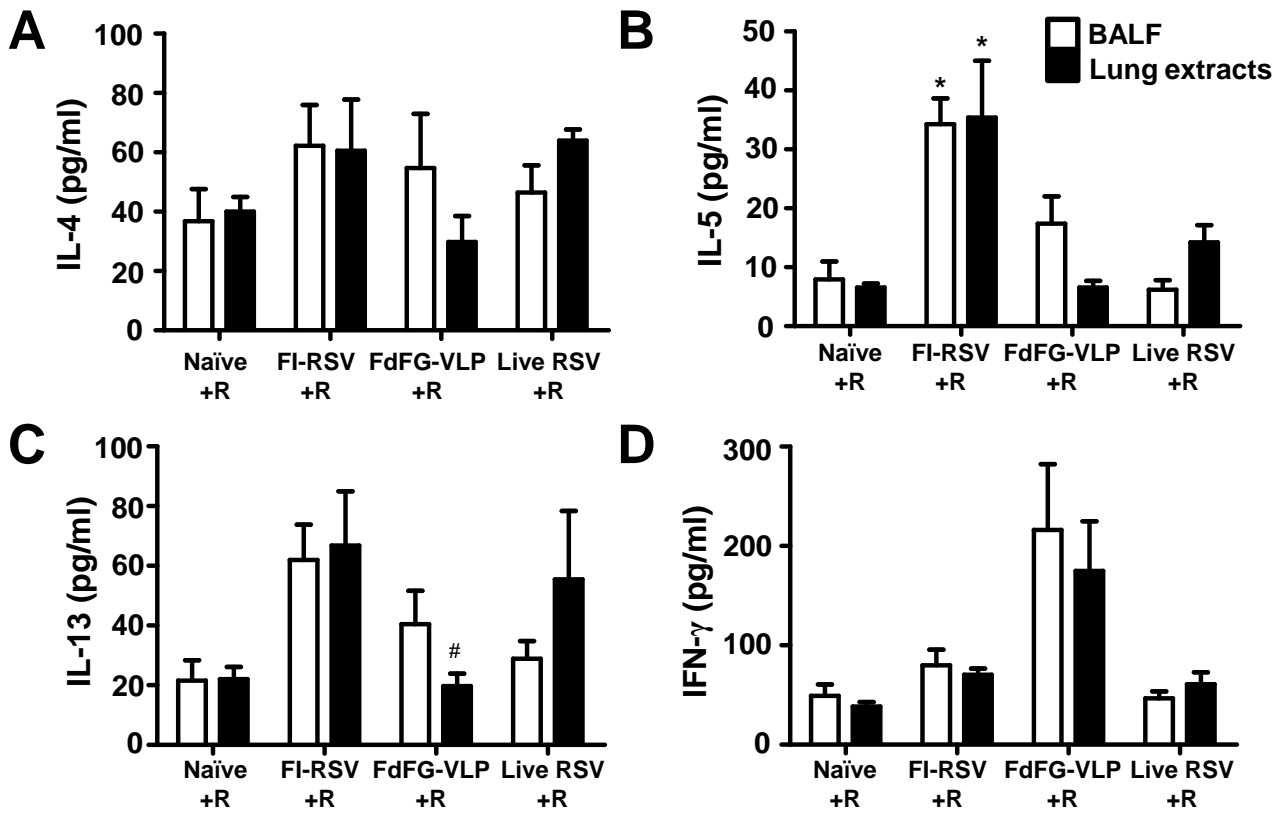 A
IL-4 (pg/ml)
100
80
60
40
20
0
Naïve FI-RSV FdFG-VLP Live RSV
+R +R +R +R
B
IL-5 (pg/ml)
50
40
30
20
10
0
* *
BALF
Lung extracts
Naïve FI-RSV FdFG-VLP Live RSV
+R +R +R +R
C
IL-13 (pg/ml)
100
80
60
40
20
0
#
Naïve FI-RSV FdFG-VLP Live RSV
+R +R +R +R
D
IFN-γ (pg/ml)
300
200
100
0
Naïve FI-RSV FdFG-VLP Live RSV
+R +R +R +R